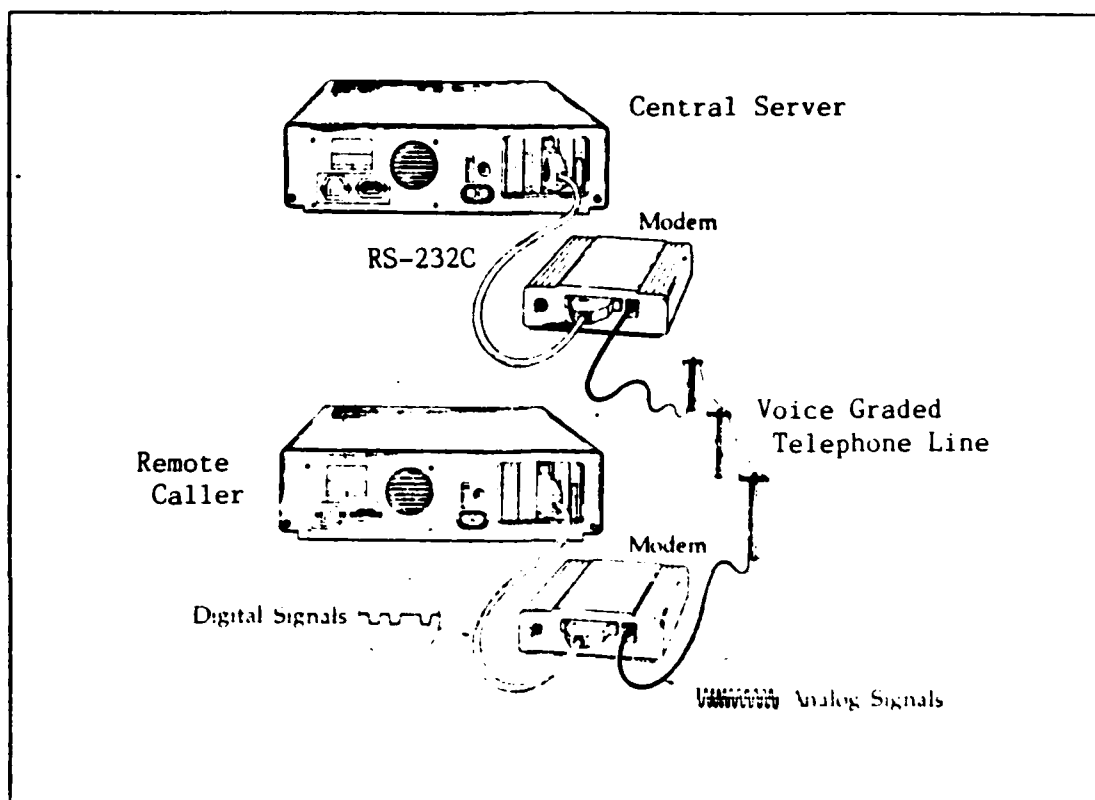 Central Server
Modem
RS-232C
Voice Graded
Telephone Line
Remote
Caller
Modem
Digital Signals
Analog Signals